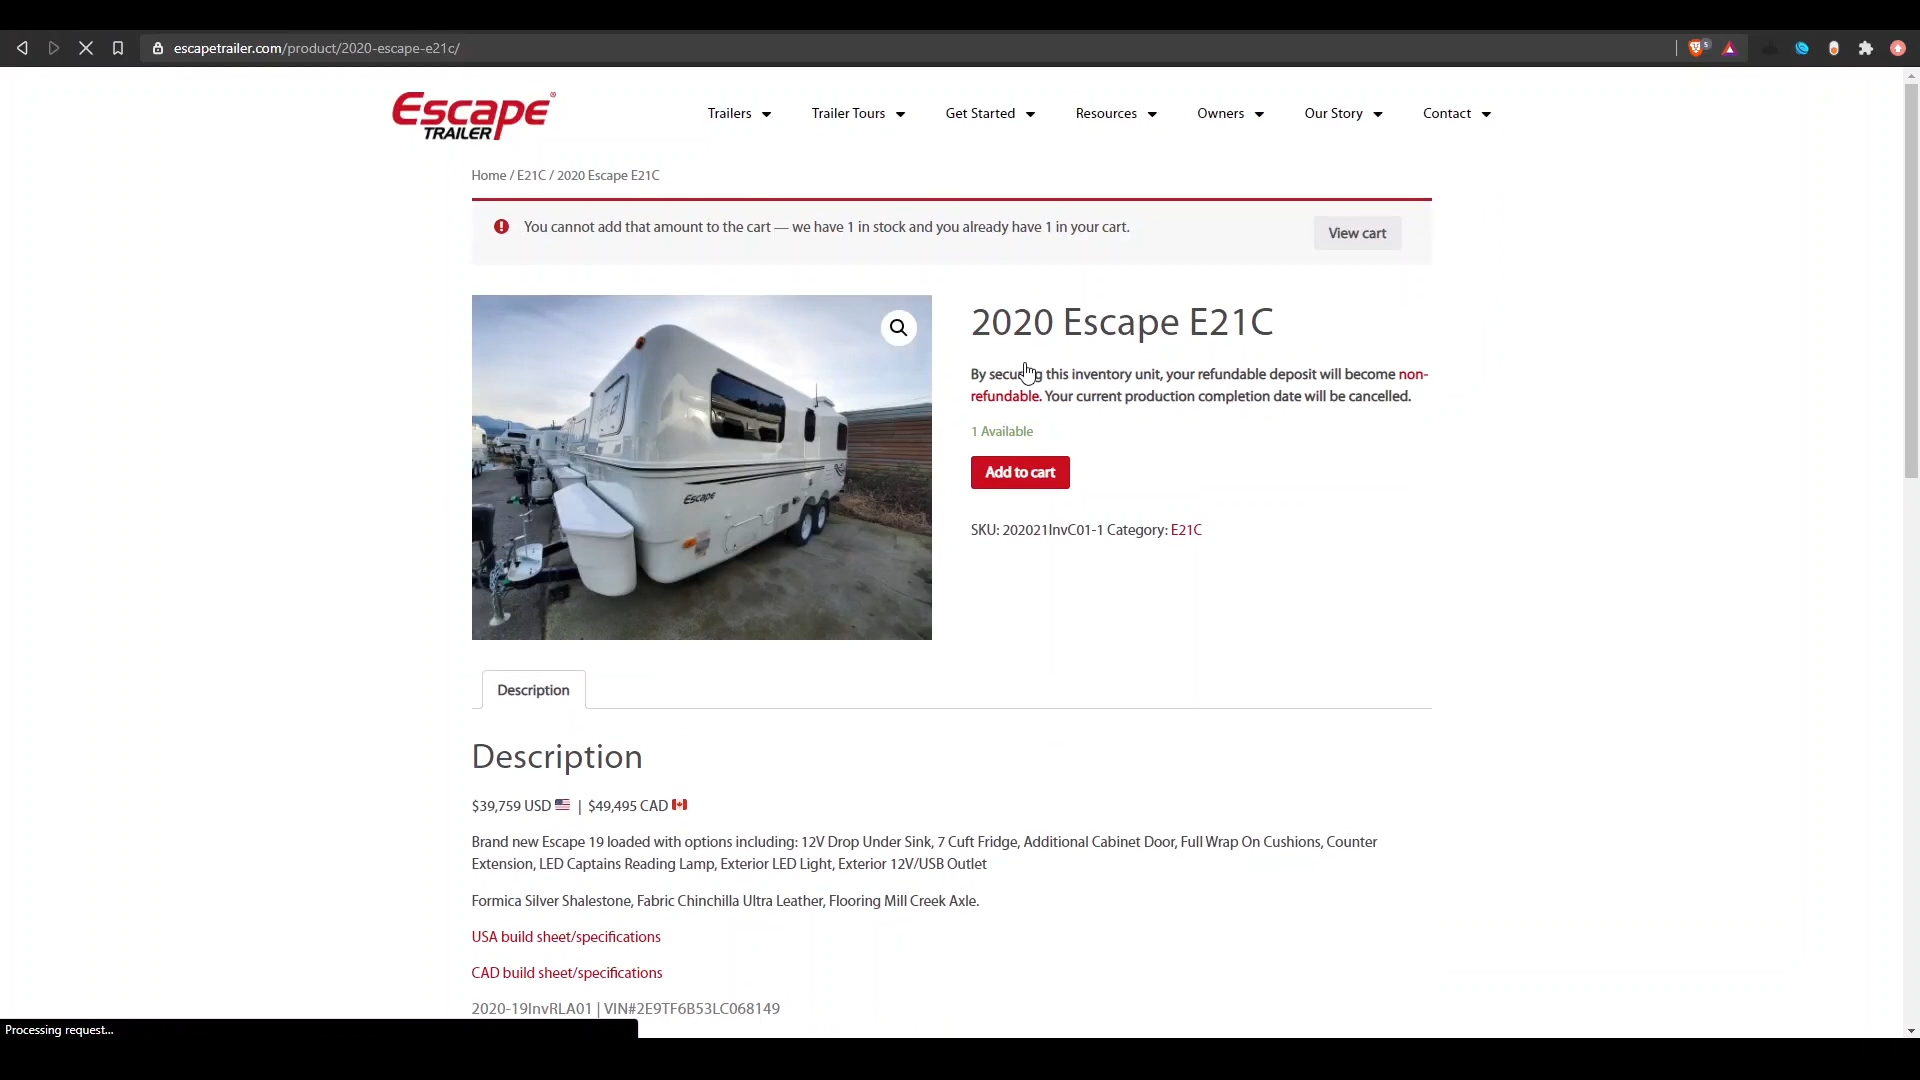 escapetrailer.com/product/2020-escape-e21c/
5
Escape®
TRAILER
Trailers
Trailer Tours
Get Started
Resources
Owners
Our Story
Contact
Home / E21C / 2020 Escape E21C
You cannot add that amount to the cart — we have 1 in stock and you already have 1 in your cart.
View cart
2020 Escape E21C
By securing this inventory unit, your refundable deposit will become non-
refundable. Your current production completion date will be cancelled.
1 Available
Add to cart
SKU: 202021InvC01-1 Category: E21C
Escape
Description
Description
$39,759 USD | $49,495 CAD
Brand new Escape 19 loaded with options including: 12V Drop Under Sink, 7 Cuft Fridge, Additional Cabinet Door, Full Wrap On Cushions, Counter
Extension, LED Captains Reading Lamp, Exterior LED Light, Exterior 12V/USB Outlet
Formica Silver Shalestone, Fabric Chinchilla Ultra Leather, Flooring Mill Creek Axle.
USA build sheet/specifications
CAD build sheet/specifications
2020-19InvRLA01 | VIN#2E9TF6B53LC068149
Processing request...